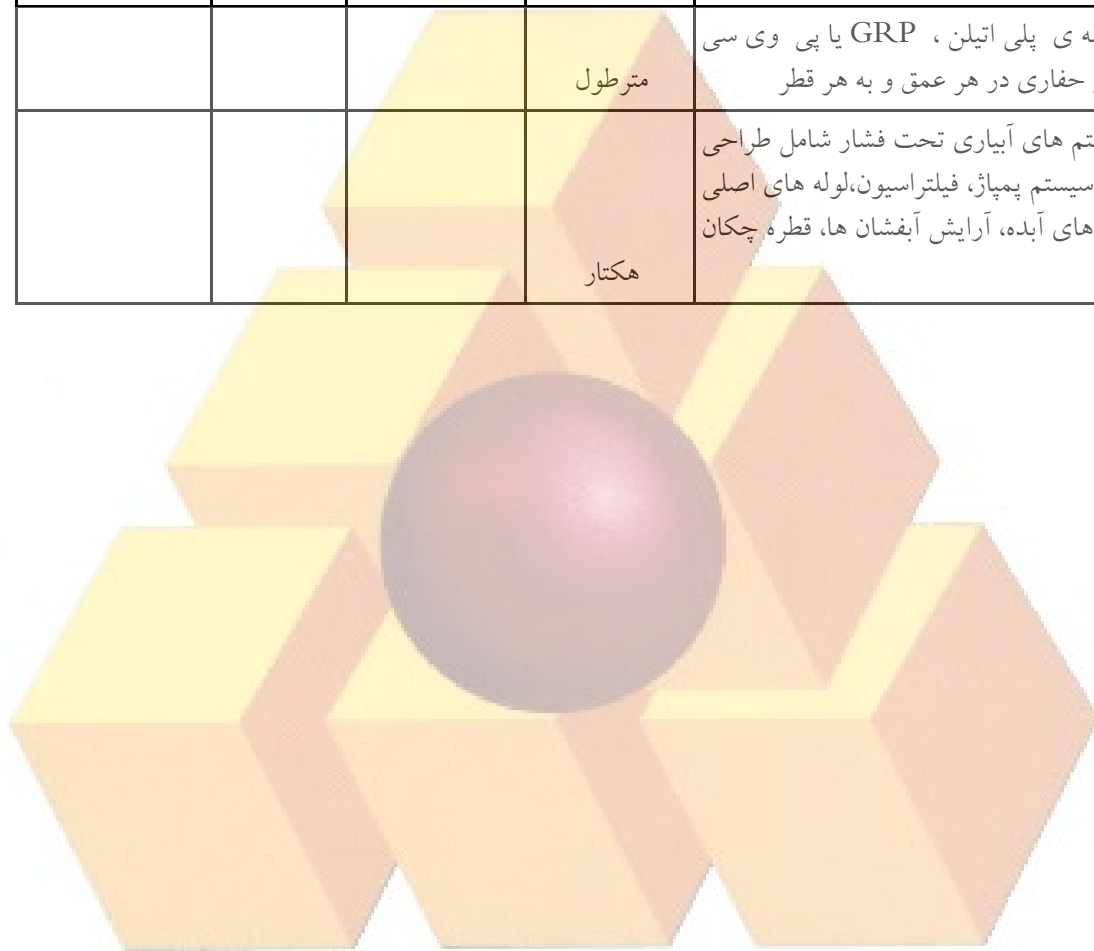 ی پلی اتیلن ، GRP یا پی وی سی
حفاری در هر عمق و به هر قطر
مترطول
های آبیاری تحت فشار شامل طراحی
سیستم پمپاژ، فیلتراسیون،لوله های اصلی
های آبده، آرایش آبفشان ها، قطره چکان
هکتار